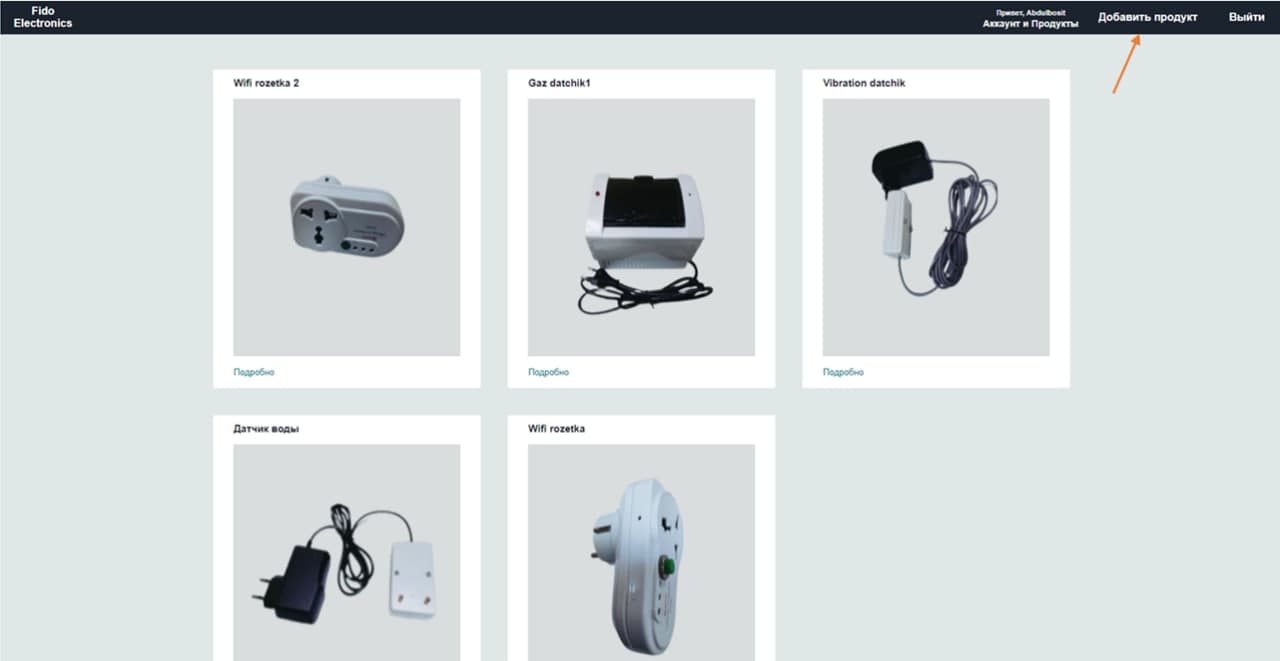 Fido
Electronics
Привет, Abdulbosit
Аккаунт и Продукты
Добавить продукт
Выйти
Wifi rozetka 2
Gaz datchik1
Vibration datchik
Подробно
Подробно
Подробно
Датчик воды
Wifi rozetka